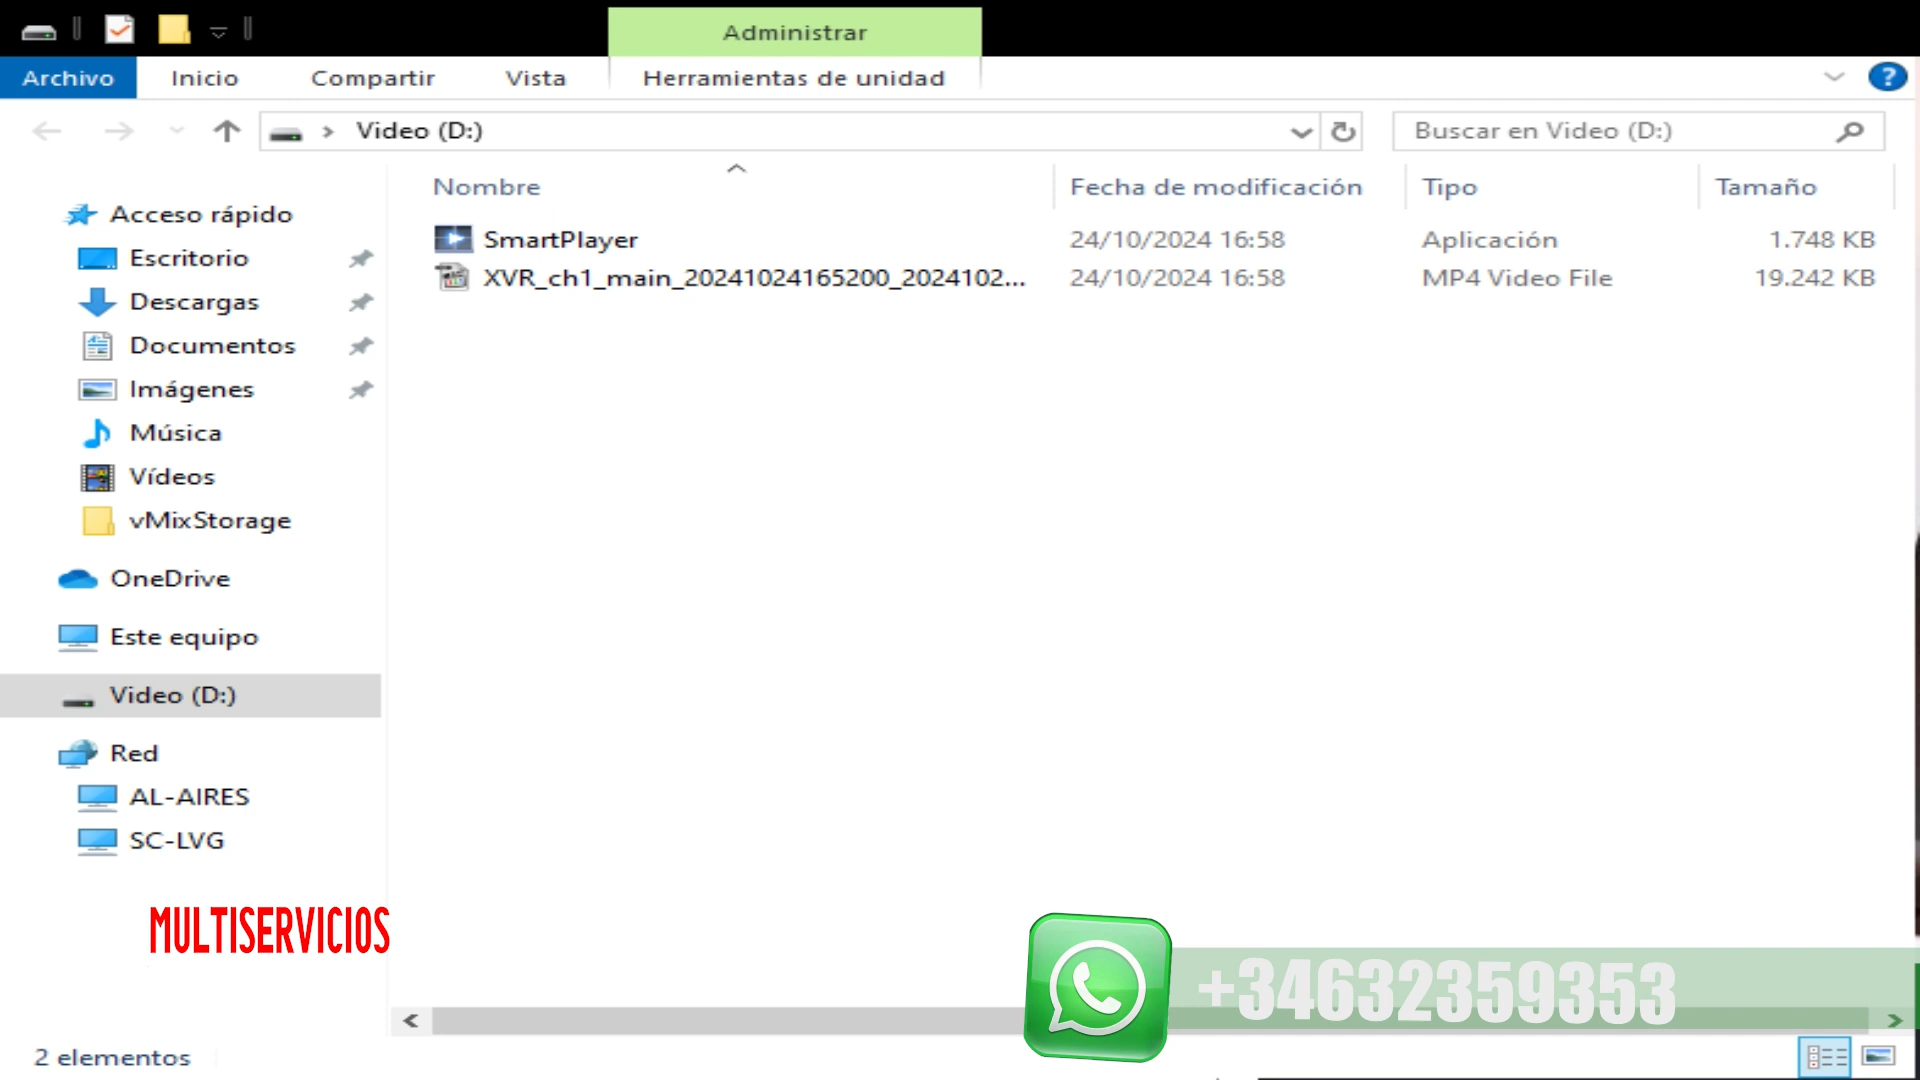 Administrar
Archivo Inicio Compartir Vista Herramientas de unidad ?
Video (D:) Buscar en Video (D:)
Nombre Fecha de modificación Tipo Tamaño
SmartPlayer 24/10/2024 16:58 Aplicación 1.748 KB
XVR_ch1_main_20241024165200_2024102... 24/10/2024 16:58 MP4 Video File 19.242 KB
Acceso rápido
Escritorio
Descargas
Documentos
Imágenes
Música
Vídeos
vMixStorage
OneDrive
Este equipo
Video (D:)
Red
AL-AIRES
SC-LVG
MULTISERVICIOS
+34632359353
2 elementos